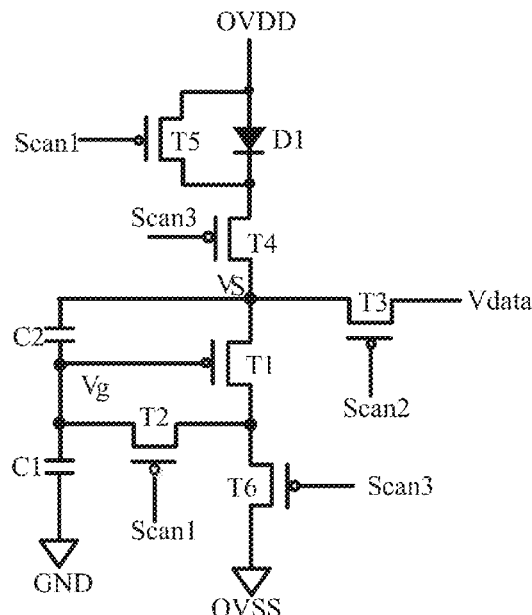 OVDD
Scan1
T5
D1
Scan3
T4
VS
T3
Vdata
C2
Vg
T1
Scan2
T2
C1
T6
Scan3
Scan1
GND
OVSS